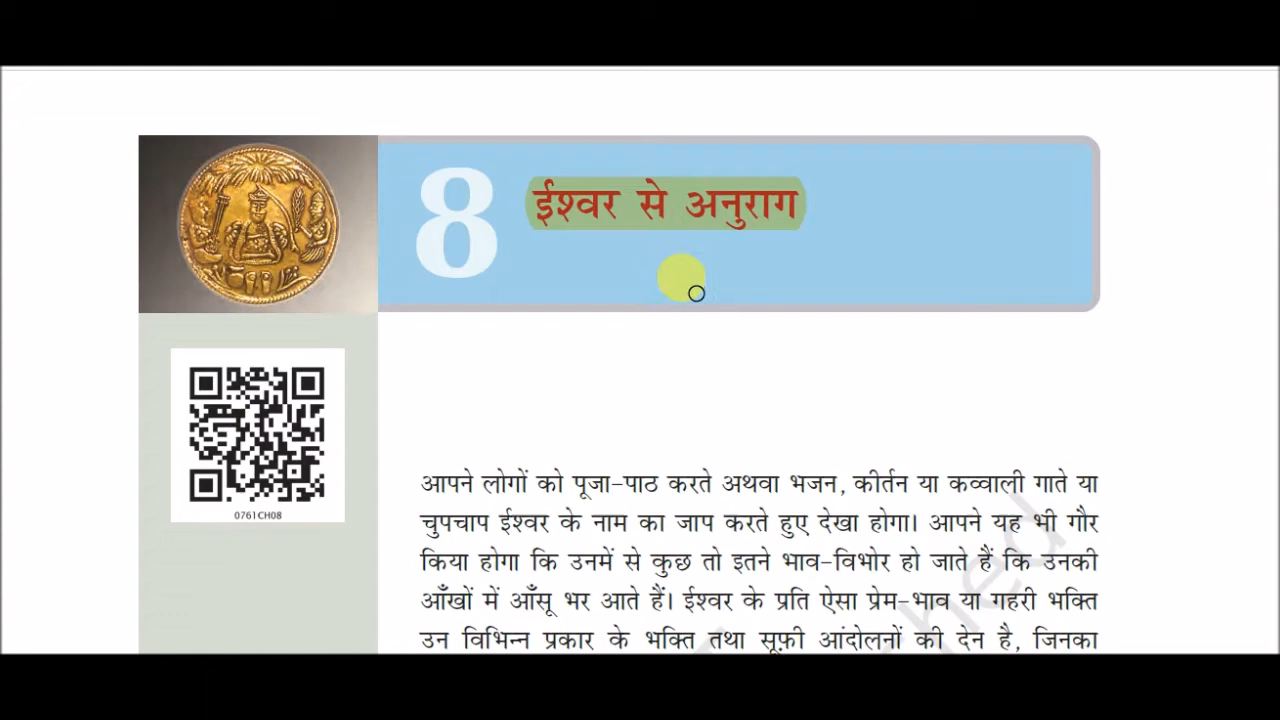 8
ईश्वर से अनुराग
0761CH08
आपने लोगों को पूजा-पाठ करते अथवा भजन, कीर्तन या कव्वाली गाते या
चुपचाप ईश्वर के नाम का जाप करते हुए देखा होगा। आपने यह भी गौर
किया होगा कि उनमें से कुछ तो इतने भाव-विभोर हो जाते हैं कि उनकी
आँखों में आँसू भर आते हैं। ईश्वर के प्रति ऐसा प्रेम-भाव या गहरी भक्ति
उन विभिन्न प्रकार के भक्ति तथा सूफ़ी आंदोलनों की देन है, जिनका